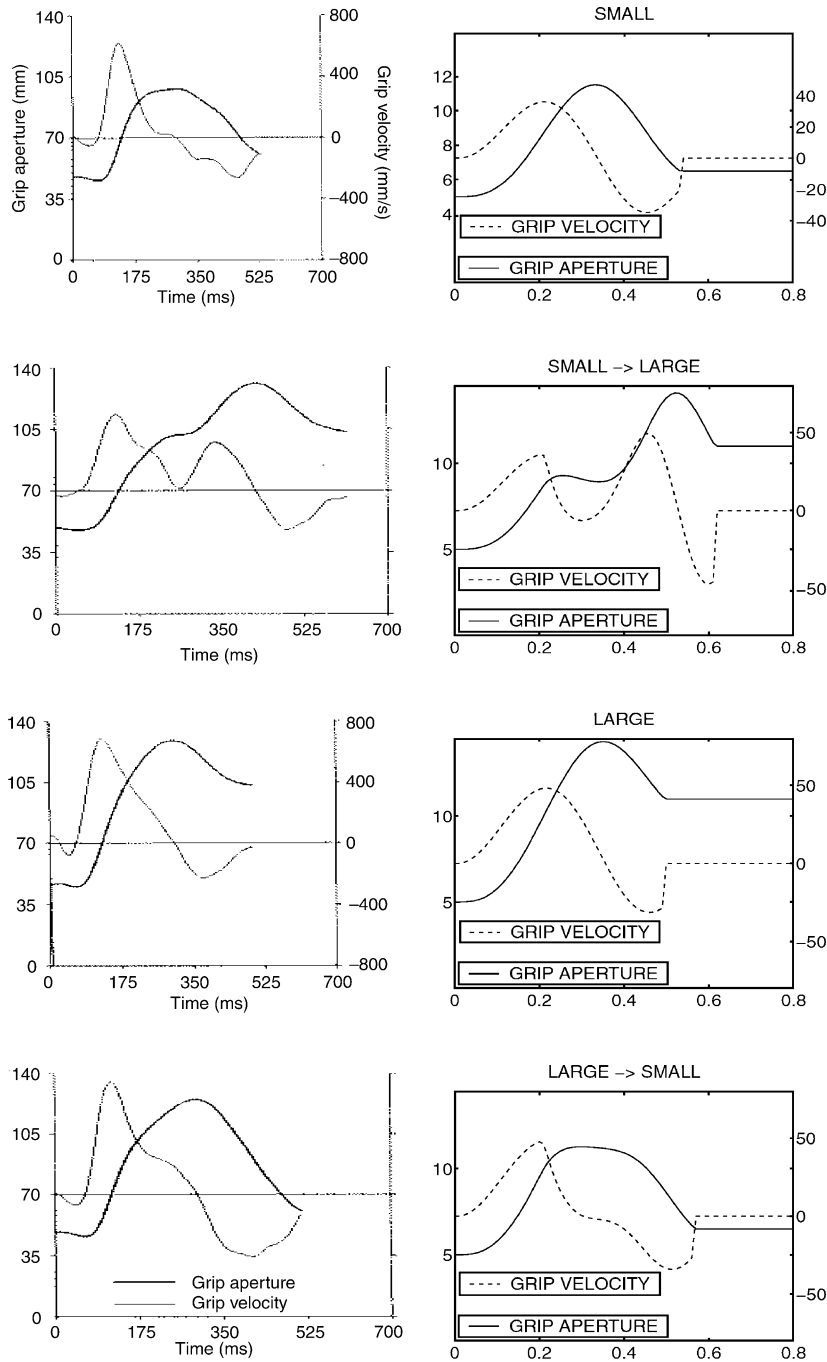 140
105
70
35
0
Grip aperture (mm)
800
400
0
−400
−800
Grip velocity (mm/s)
0 175 350 525 700
Time (ms)
SMALL
12
10
8
6
4
40
20
0
−20
−40
GRIP VELOCITY
GRIP APERTURE
0 0.2 0.4 0.6 0.8
140
105
70
35
0
0 175 350 525 700
Time (ms)
SMALL −> LARGE
10
5
50
0
−50
GRIP VELOCITY
GRIP APERTURE
0 0.2 0.4 0.6 0.8
140
105
70
35
0
800
400
0
−400
−800
0 175 350 525 700
Time (ms)
LARGE
10
5
50
0
−50
GRIP VELOCITY
GRIP APERTURE
0 0.2 0.4 0.6 0.8
140
105
70
35
0
Grip aperture
Grip velocity
0 175 350 525 700
Time (ms)
LARGE −> SMALL
10
5
50
0
−50
GRIP VELOCITY
GRIP APERTURE
0 0.2 0.4 0.6 0.8